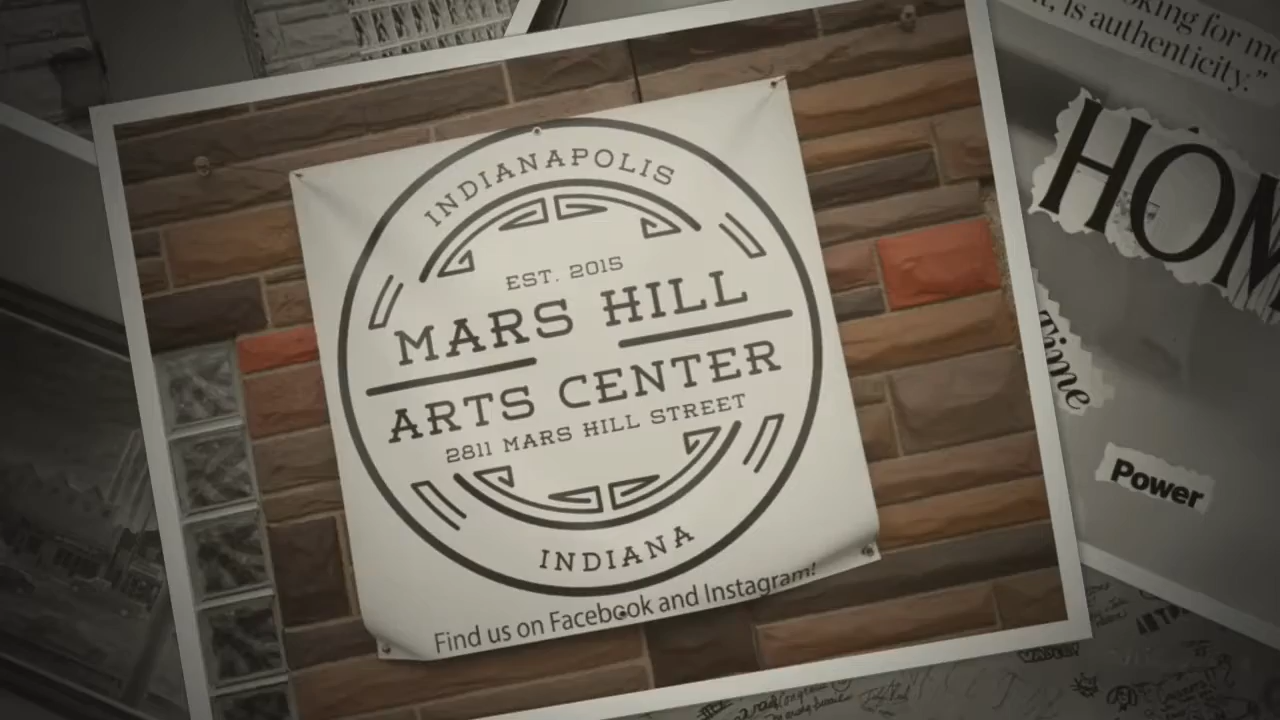 INDIANAPOLIS
EST. 2015
MARS HILL
ARTS CENTER
2811 MARS HILL STREET
INDIANA
Find us on Facebook and Instagram!
is authenticity."
Time
Power